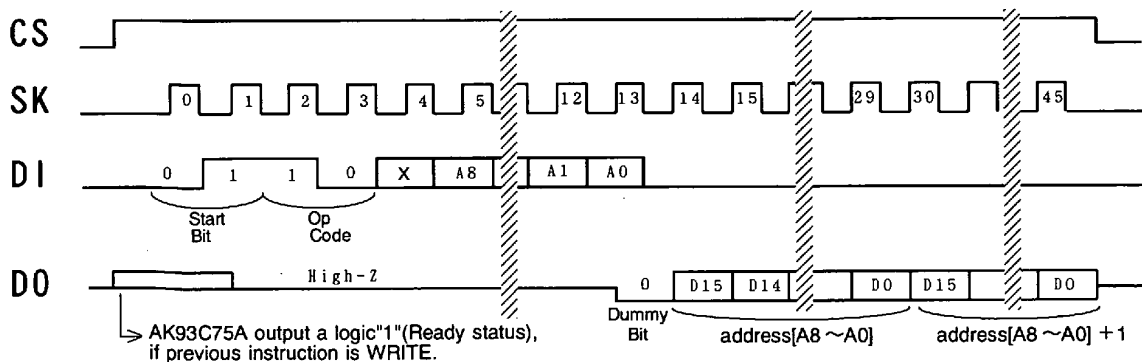 CS
SK 0 1 2 3 4 5 12 13 14 15 29 30 45
DI 0 1 1 0 X A8 A1 A0
Start Bit
Op Code
DO High-Z 0 D15 D14 D0 D15 D0
Dummy Bit
address[A8 ~A0]
address[A8 ~A0] +1
AK93C75A output a logic"1"(Ready status),
if previous instruction is WRITE.